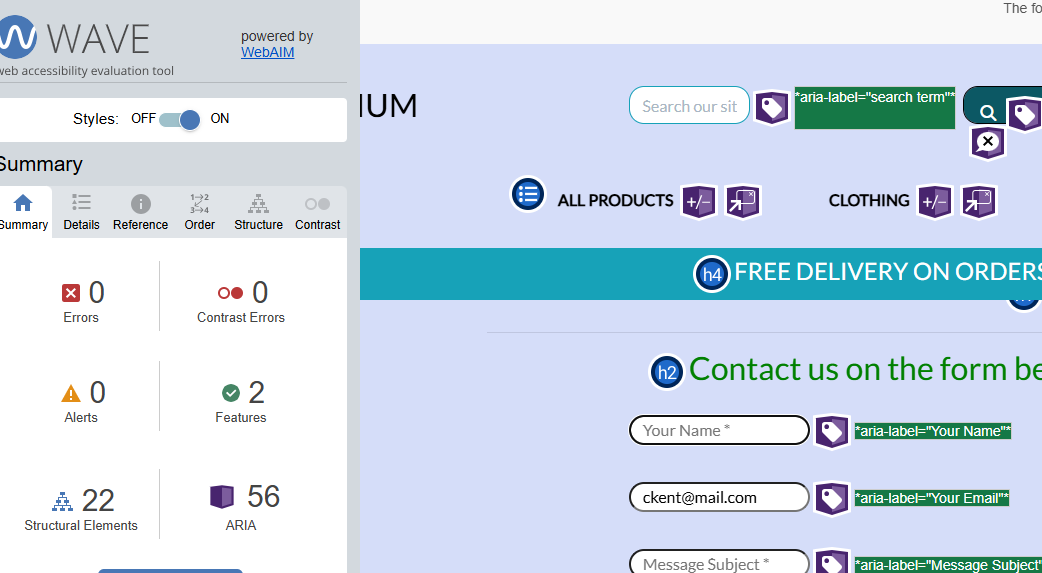 WAVE
web accessibility evaluation tool
powered by
WebAIM
Styles: OFF ON
Summary
Summary Details Reference Order Structure Contrast
0
Errors
0
Contrast Errors
0
Alerts
2
Features
22
Structural Elements
56
ARIA
The fo
IUM
Search our sit
*aria-label="search term"*
ALL PRODUCTS +/- CLOTHING +/-
h4 FREE DELIVERY ON ORDERS
h2 Contact us on the form be
Your Name *
*aria-label="Your Name"*
ckent@mail.com
*aria-label="Your Email"*
Message Subject *
*aria-label="Message Subject"